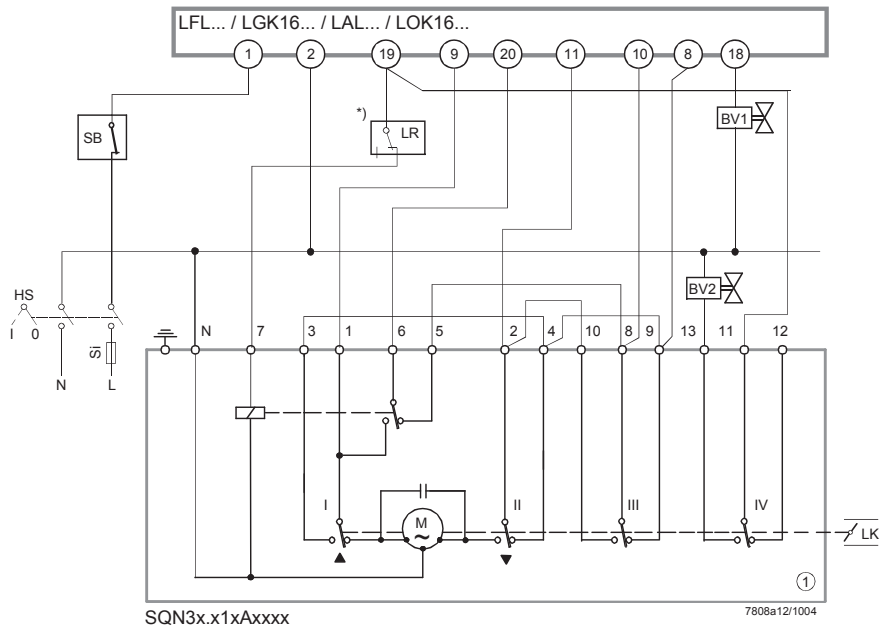 LFL... / LGK16... / LAL... / LOK16...
1 2 19 9 20 11 10 8 18
*)
SB
LR
BV1
BV2
HS
I 0
Si
N L
N 7 3 1 6 5 2 4 10 8 9 13 11 12
I II III IV
M
~
LK
1
SQN3x.x1xAxxxx
7808a12/1004